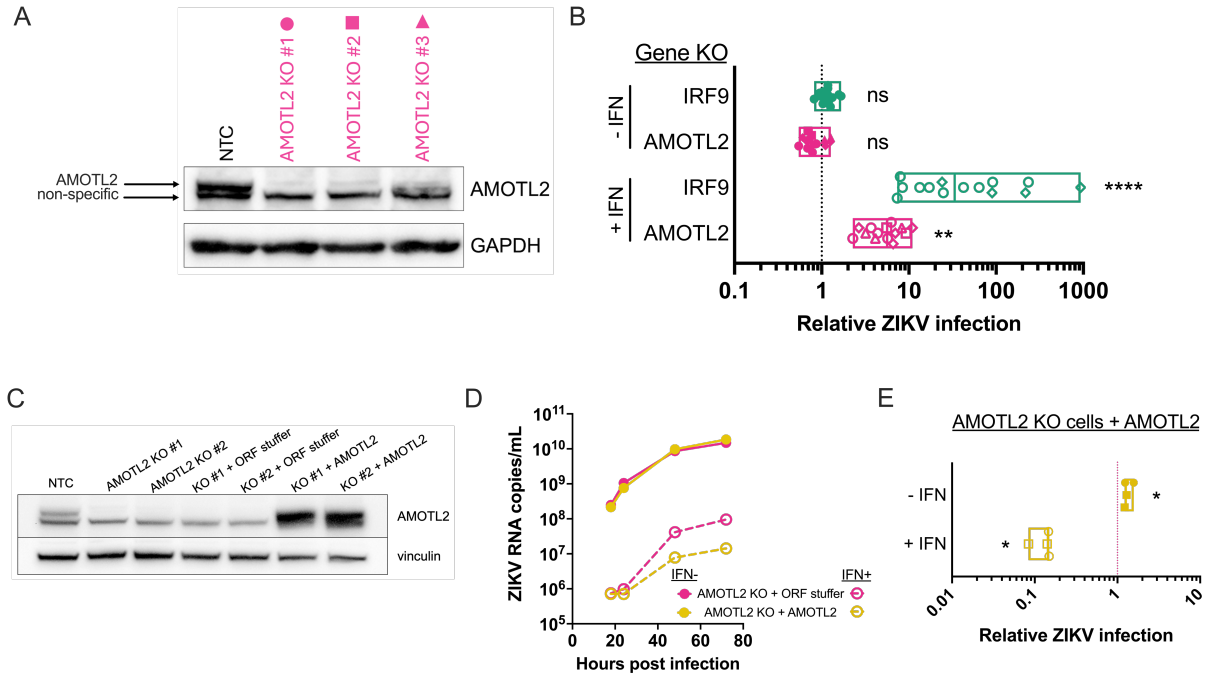 A
NTC
AMOTL2 KO #1
AMOTL2 KO #2
AMOTL2 KO #3
AMOTL2
non-specific
AMOTL2
GAPDH
B
Gene KO
- IFN
IRF9
ns
AMOTL2
ns
+ IFN
IRF9
****
AMOTL2
**
0.1 1 10 100 1000
Relative ZIKV infection
C
NTC
AMOTL2 KO #1
AMOTL2 KO #2
KO #1 + ORF stuffer
KO #2 + ORF stuffer
KO #1 + AMOTL2
KO #2 + AMOTL2
AMOTL2
vinculin
D
ZIKV RNA copies/mL
10¹¹
10¹⁰
10⁹
10⁸
10⁷
10⁶
10⁵
IFN- IFN+
AMOTL2 KO + ORF stuffer
AMOTL2 KO + AMOTL2
0 20 40 60 80
Hours post infection
E
AMOTL2 KO cells + AMOTL2
- IFN *
+ IFN *
0.01 0.1 1 10
Relative ZIKV infection